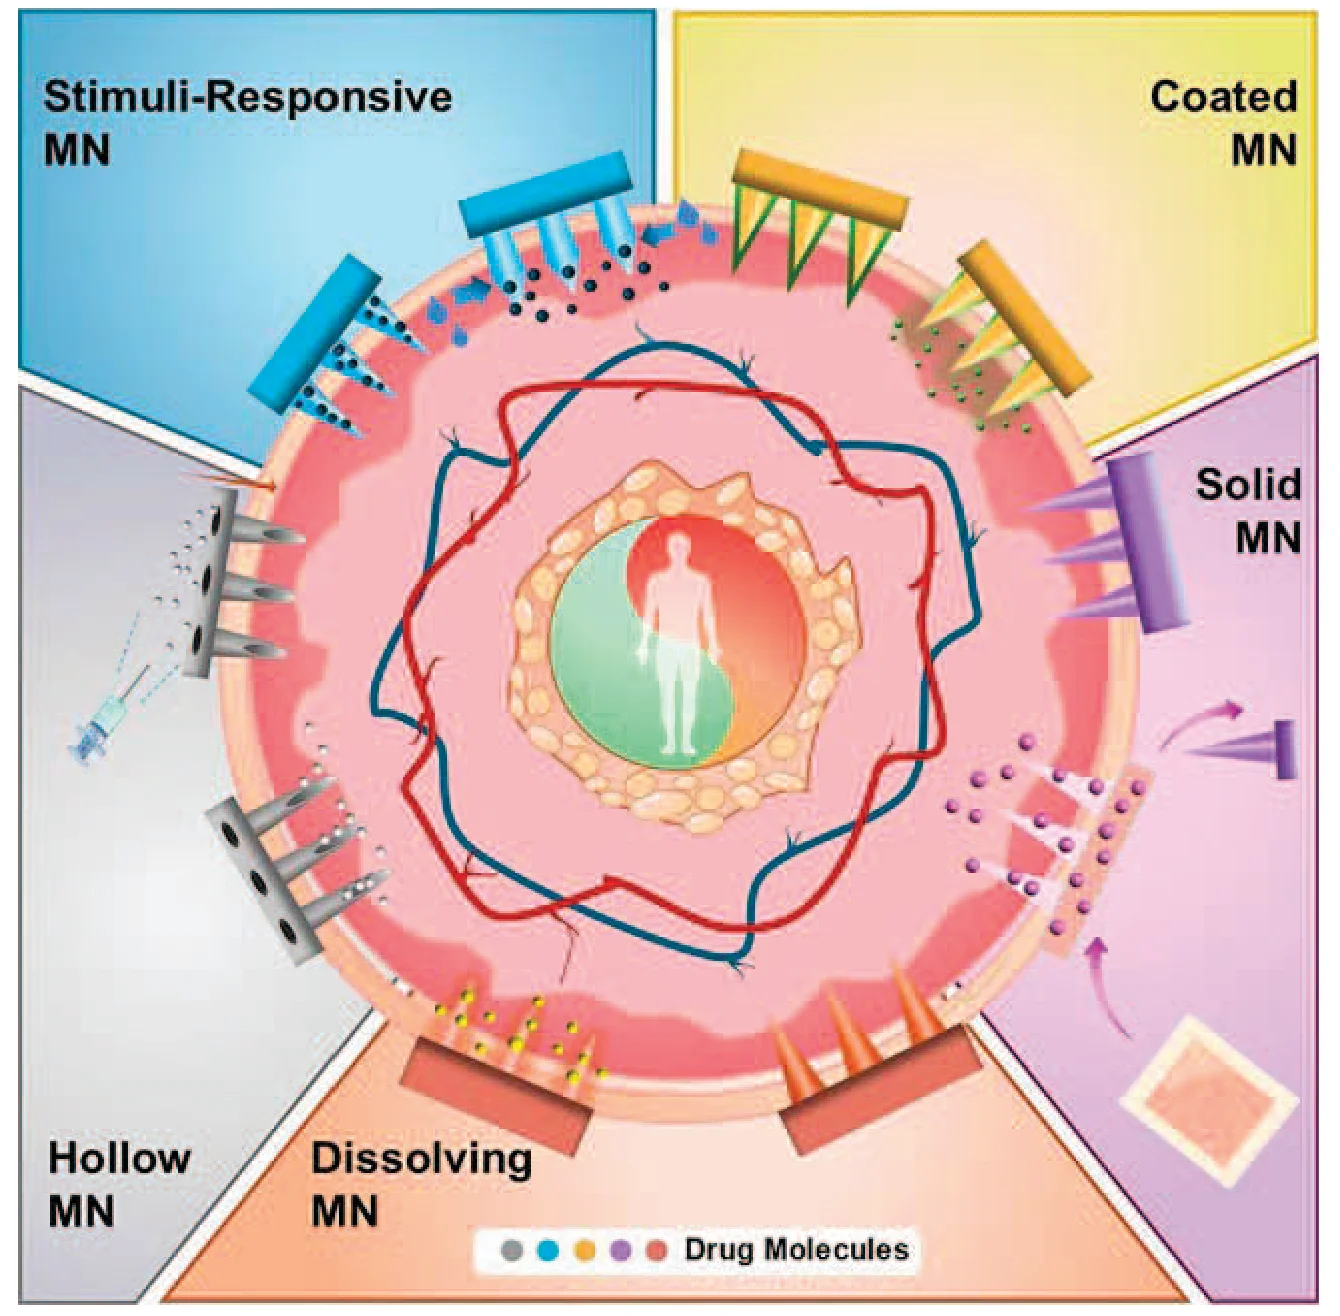 Stimuli-Responsive
MN
Coated
MN
Solid
MN
Hollow
MN
Dissolving
MN
Drug Molecules